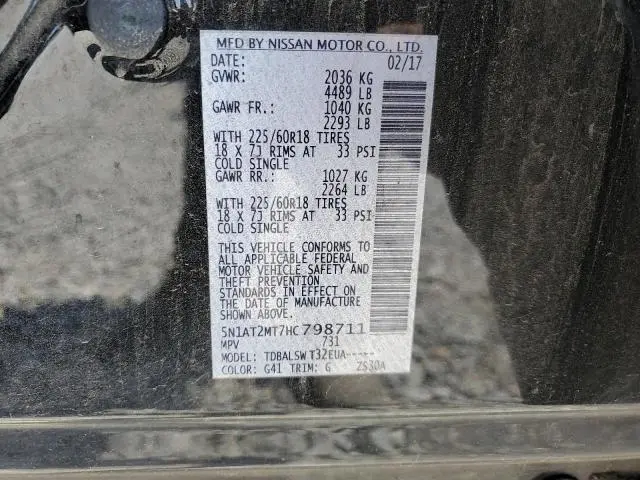 MFD BY NISSAN MOTOR CO., LTD.
DATE: 02/17
GVWR: 2036 KG
4489 LB
GAWR FR.: 1040 KG
2293 LB
WITH 225/60R18 TIRES
18 X 7J RIMS AT 33 PSI
COLD SINGLE
GAWR RR.: 1027 KG
2264 LB
WITH 225/60R18 TIRES
18 X 7J RIMS AT 33 PSI
COLD SINGLE
THIS VEHICLE CONFORMS TO
ALL APPLICABLE FEDERAL
MOTOR VEHICLE SAFETY AND
THEFT PREVENTION
STANDARDS IN EFFECT ON
THE DATE OF MANUFACTURE
SHOWN ABOVE.
5N1AT2MT7HC798711
MPV 731
MODEL: TDBALSWT32EUA-----
COLOR: G41 TRIM: G ZS30A